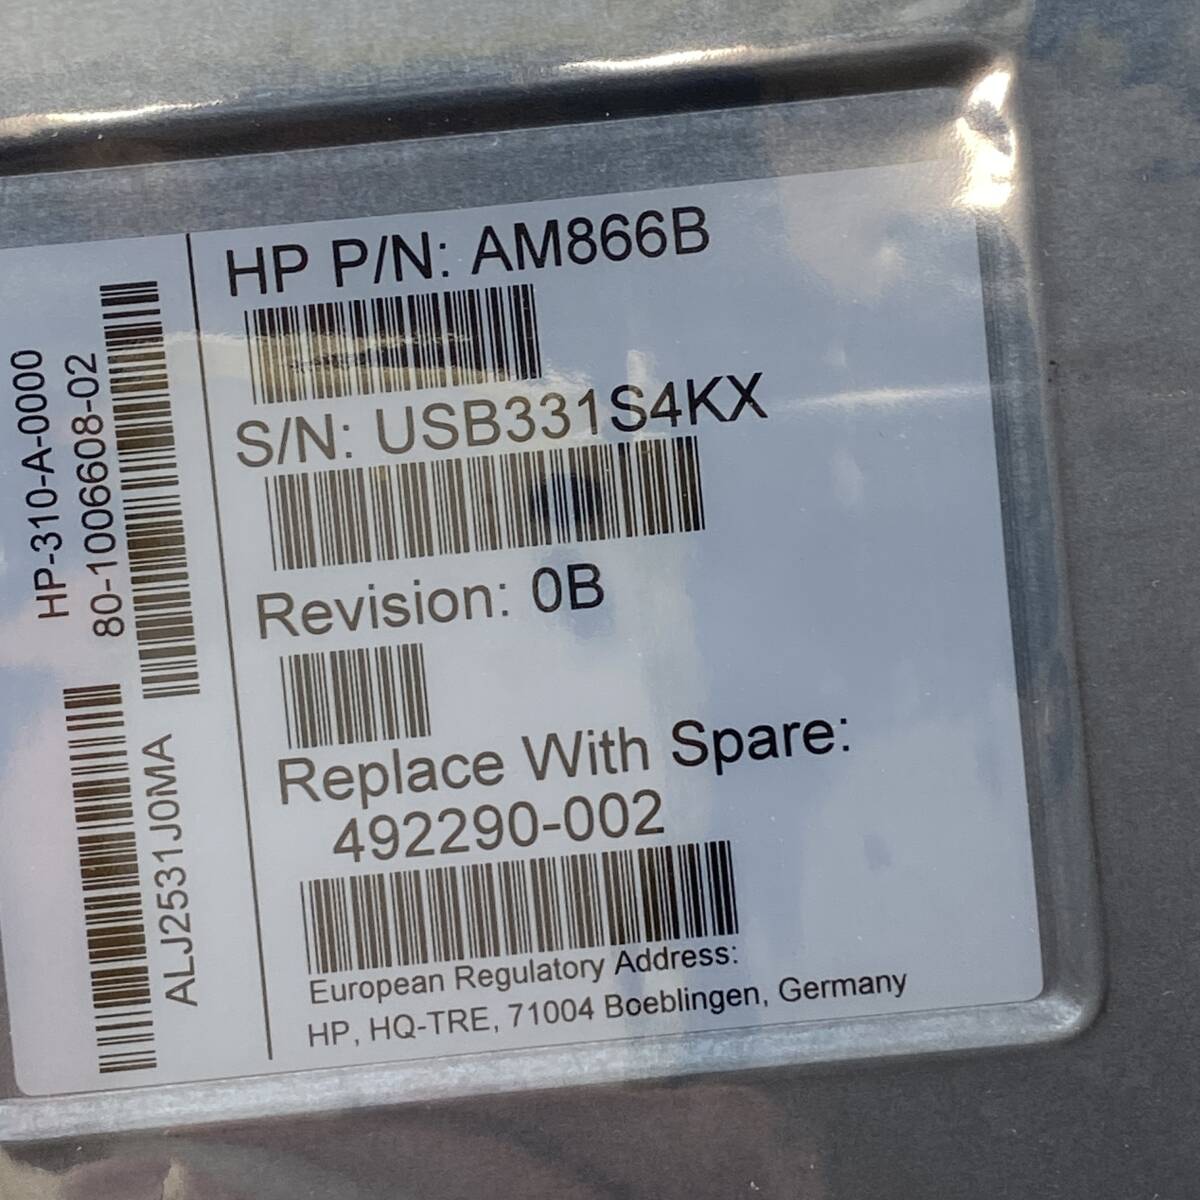 HP P/N: AM866B
S/N: USB331S4KX
Revision: 0B
Replace With Spare:
492290-002
European Regulatory Address:
HP, HQ-TRE, 71004 Boeblingen, Germany
HP-310-A-0000
80-1006608-02
ALJ2531J0MA